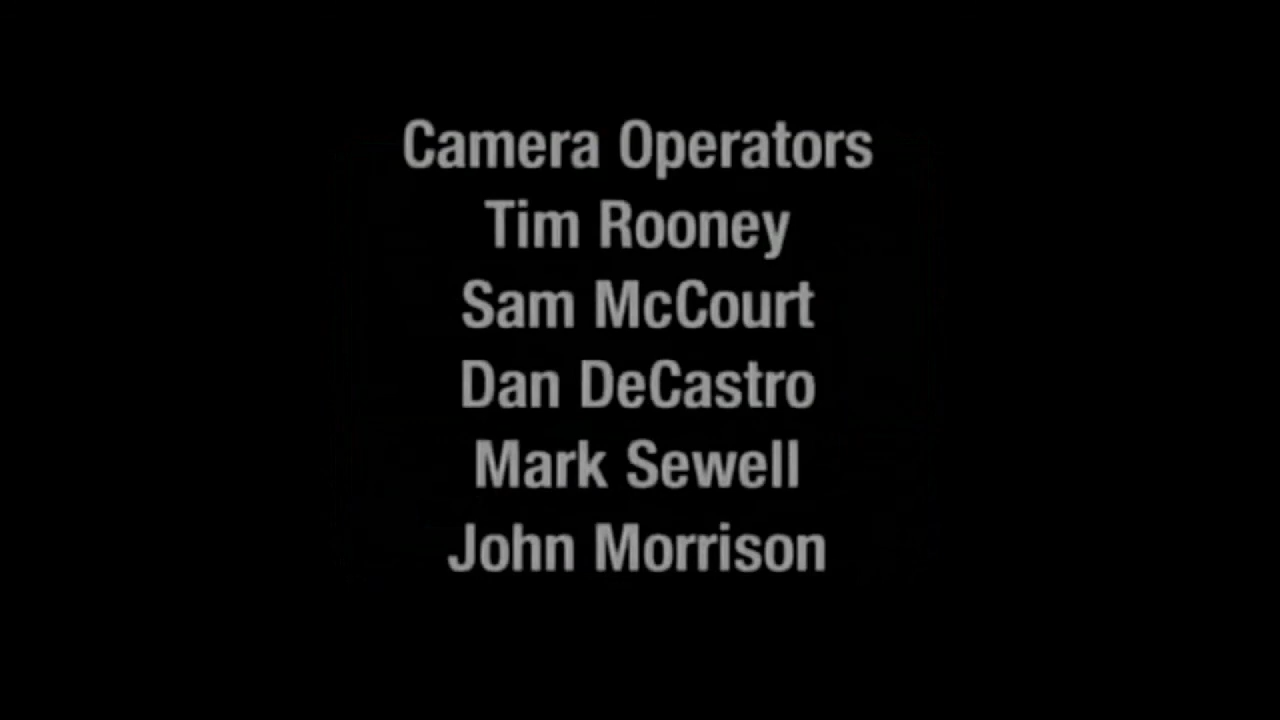 Camera Operators
Tim Rooney
Sam McCourt
Dan DeCastro
Mark Sewell
John Morrison